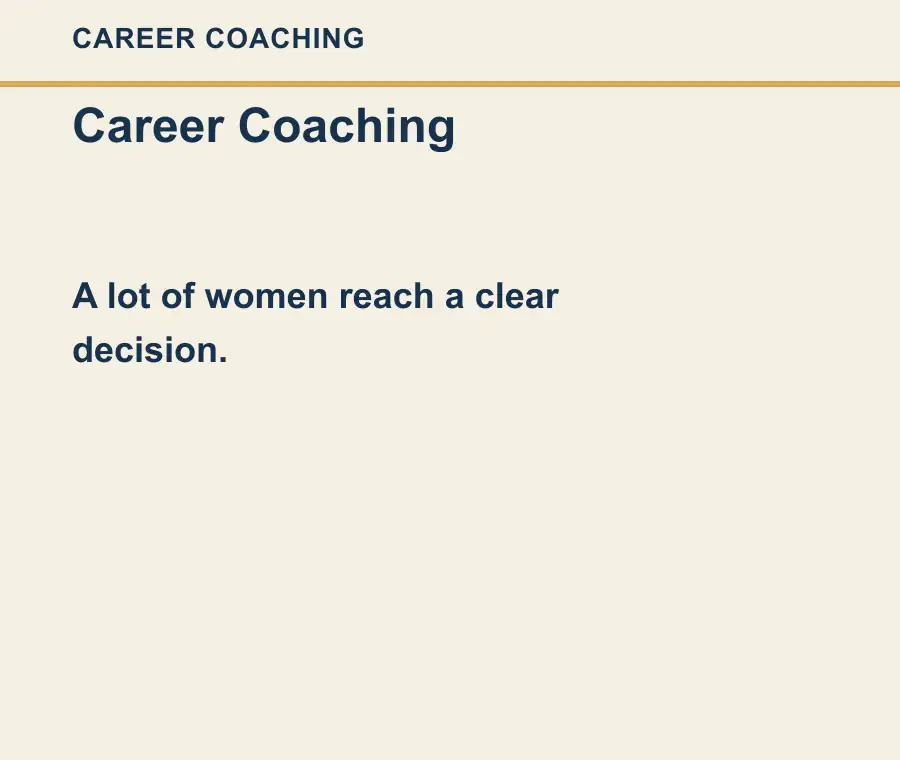 CAREER COACHING
Career Coaching
A lot of women reach a clear
decision.